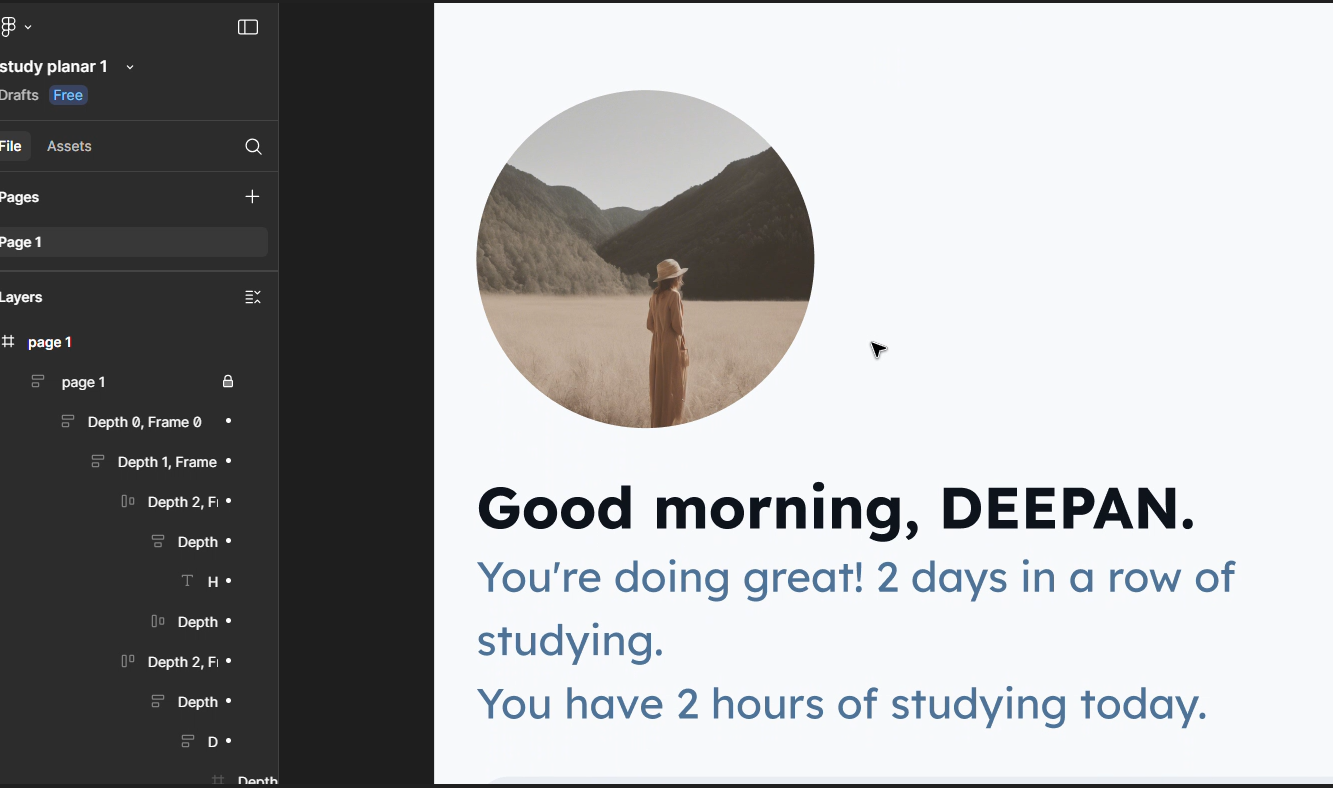 study planar 1
Drafts Free
File Assets
Pages
Page 1
Layers
page 1
page 1
Depth 0, Frame 0
Depth 1, Frame
Depth 2, Fr
Depth
H
Depth
Depth 2, Fr
Depth
D
Depth
Good morning, DEEPAN.
You're doing great! 2 days in a row of
studying.
You have 2 hours of studying today.